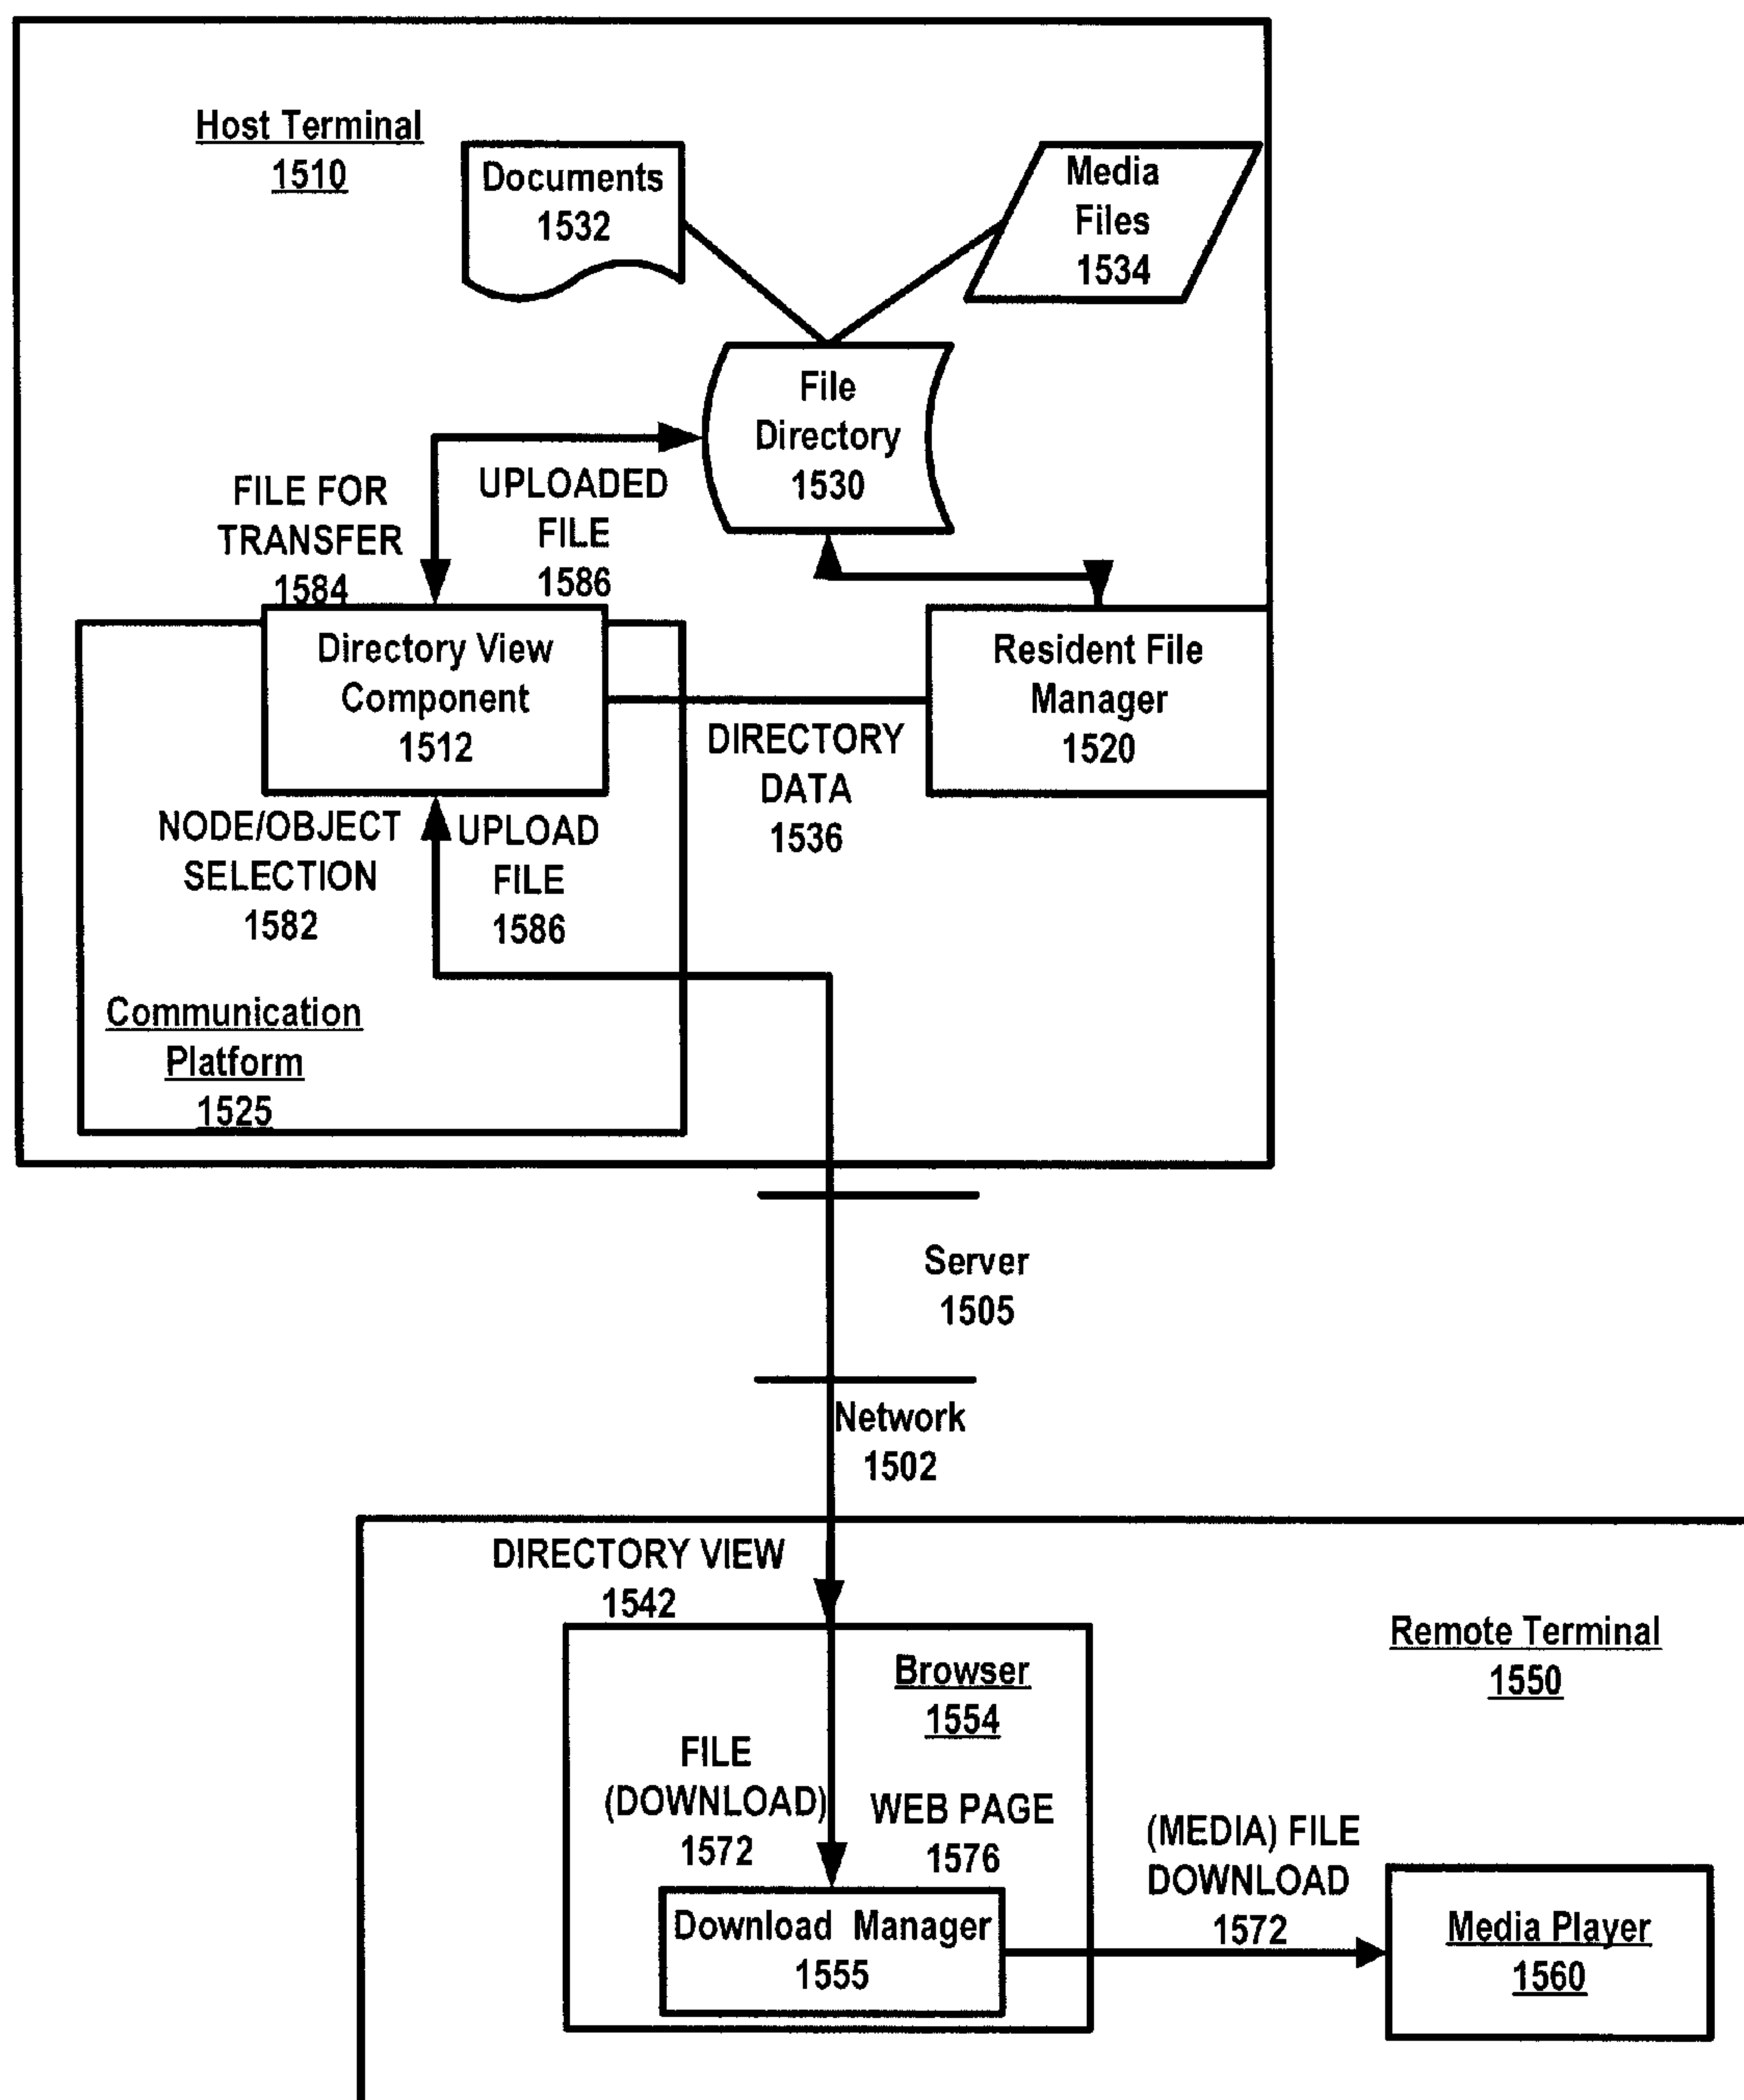 Host Terminal
1510
Documents
1532
Media
Files
1534
File
Directory
1530
FILE FOR
TRANSFER
1584
UPLOADED
FILE
1586
Directory View
Component
1512
Resident File
Manager
1520
DIRECTORY
DATA
1536
NODE/OBJECT
SELECTION
1582
UPLOAD
FILE
1586
Communication
Platform
1525
Server
1505
Network
1502
DIRECTORY VIEW
1542
Remote Terminal
1550
Browser
1554
FILE
(DOWNLOAD)
1572
WEB PAGE
1576
Download Manager
1555
(MEDIA) FILE
DOWNLOAD
1572
Media Player
1560